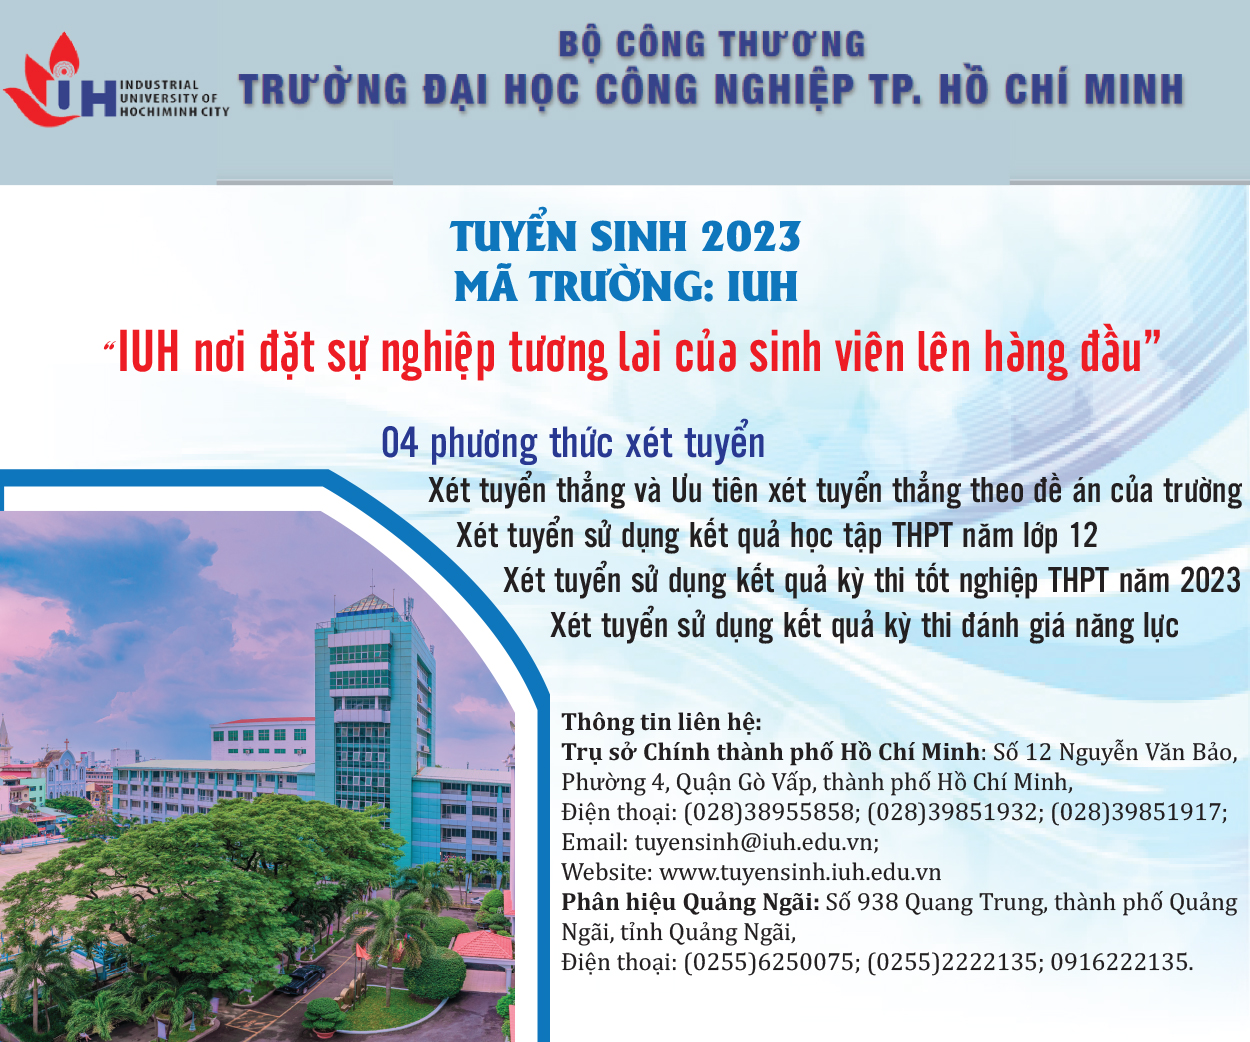 BỘ CÔNG THƯƠNG
TRƯỜNG ĐẠI HỌC CÔNG NGHIỆP TP. HỒ CHÍ MINH
IUH
INDUSTRIAL
UNIVERSITY OF
HOCHIMINH CITY
TUYỂN SINH 2023
MÃ TRƯỜNG: IUH
“IUH nơi đặt sự nghiệp tương lai của sinh viên lên hàng đầu”
04 phương thức xét tuyển
Xét tuyển thẳng và Ưu tiên xét tuyển thẳng theo đề án của trường
Xét tuyển sử dụng kết quả học tập THPT năm lớp 12
Xét tuyển sử dụng kết quả kỳ thi tốt nghiệp THPT năm 2023
Xét tuyển sử dụng kết quả kỳ thi đánh giá năng lực
Thông tin liên hệ:
Trụ sở Chính thành phố Hồ Chí Minh: Số 12 Nguyễn Văn Bảo,
Phường 4, Quận Gò Vấp, thành phố Hồ Chí Minh,
Điện thoại: (028)38955858; (028)39851932; (028)39851917;
Email: tuyensinh@iuh.edu.vn;
Website: www.tuyensinh.iuh.edu.vn
Phân hiệu Quảng Ngãi: Số 938 Quang Trung, thành phố Quảng
Ngãi, tỉnh Quảng Ngãi,
Điện thoại: (0255)6250075; (0255)2222135; 0916222135.